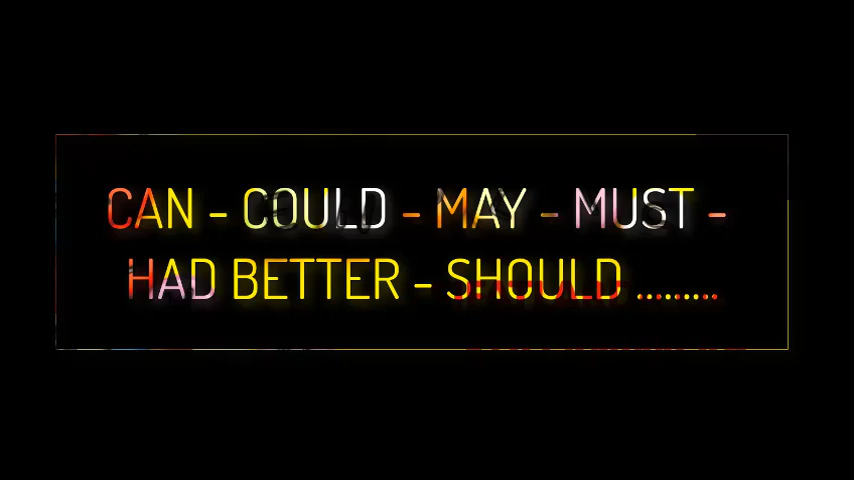 CAN - COULD - MAY - MUST -
HAD BETTER - SHOULD .........